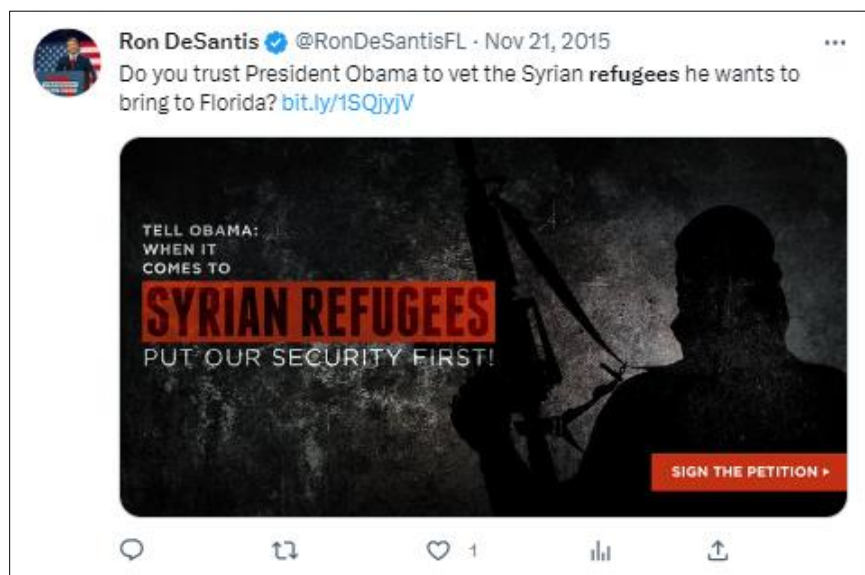 Ron DeSantis @RonDeSantisFL · Nov 21, 2015
Do you trust President Obama to vet the Syrian refugees he wants to
bring to Florida? bit.ly/1SQjyjV
TELL OBAMA:
WHEN IT
COMES TO
SYRIAN REFUGEES
PUT OUR SECURITY FIRST!
SIGN THE PETITION
1